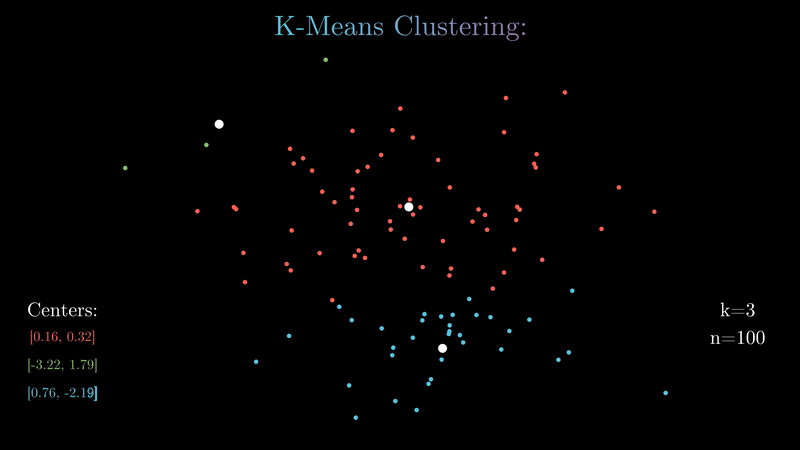 K-Means Clustering:
Centers:
[0.16, 0.32]
[-3.22, 1.79]
[0.76, -2.19]
k=3
n=100